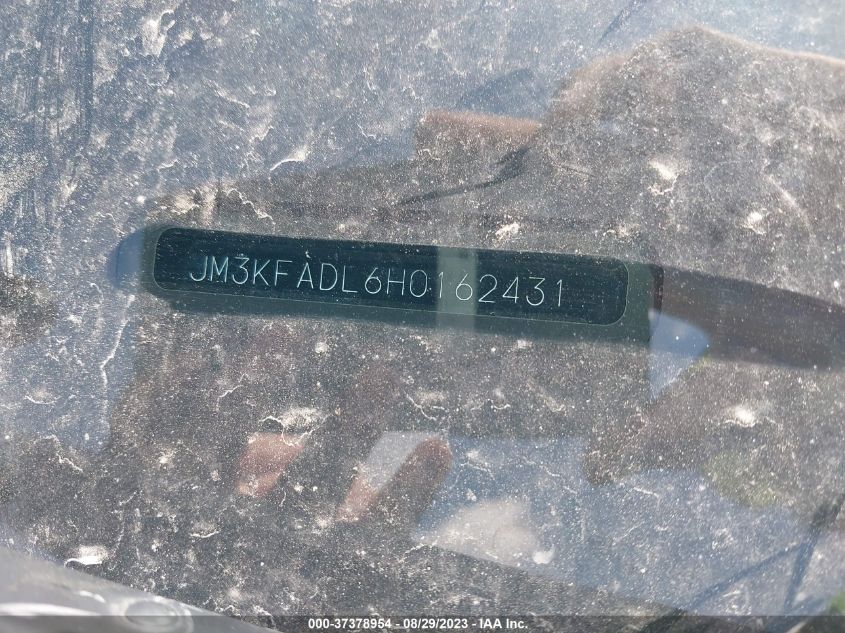 JM3KFADL6H0162431
000-37378954 - 08/29/2023 - IAA Inc.